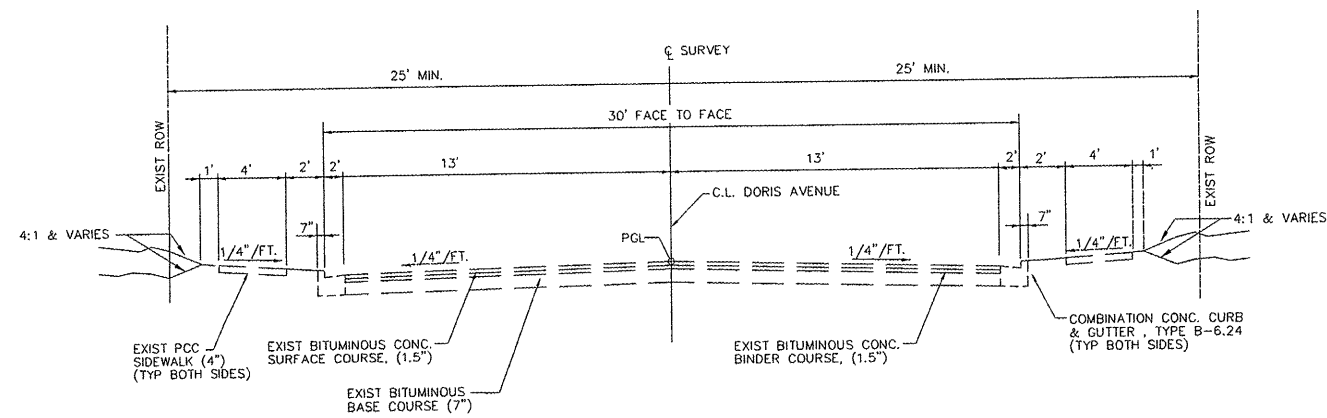 ℄ SURVEY
25' MIN.
25' MIN.
30' FACE TO FACE
EXIST ROW
1'
4'
2'
2'
13'
13'
2'
2'
4'
1'
EXIST ROW
C.L. DORIS AVENUE
7"
7"
4:1 & VARIES
4:1 & VARIES
PGL
1/4"/FT.
1/4"/FT.
1/4"/FT.
1/4"/FT.
EXIST PCC
SIDEWALK (4")
(TYP BOTH SIDES)
EXIST BITUMINOUS CONC.
SURFACE COURSE, (1.5")
EXIST BITUMINOUS
BASE COURSE (7")
EXIST BITUMINOUS CONC.
BINDER COURSE, (1.5")
COMBINATION CONC. CURB
& GUTTER , TYPE B-6.24
(TYP BOTH SIDES)